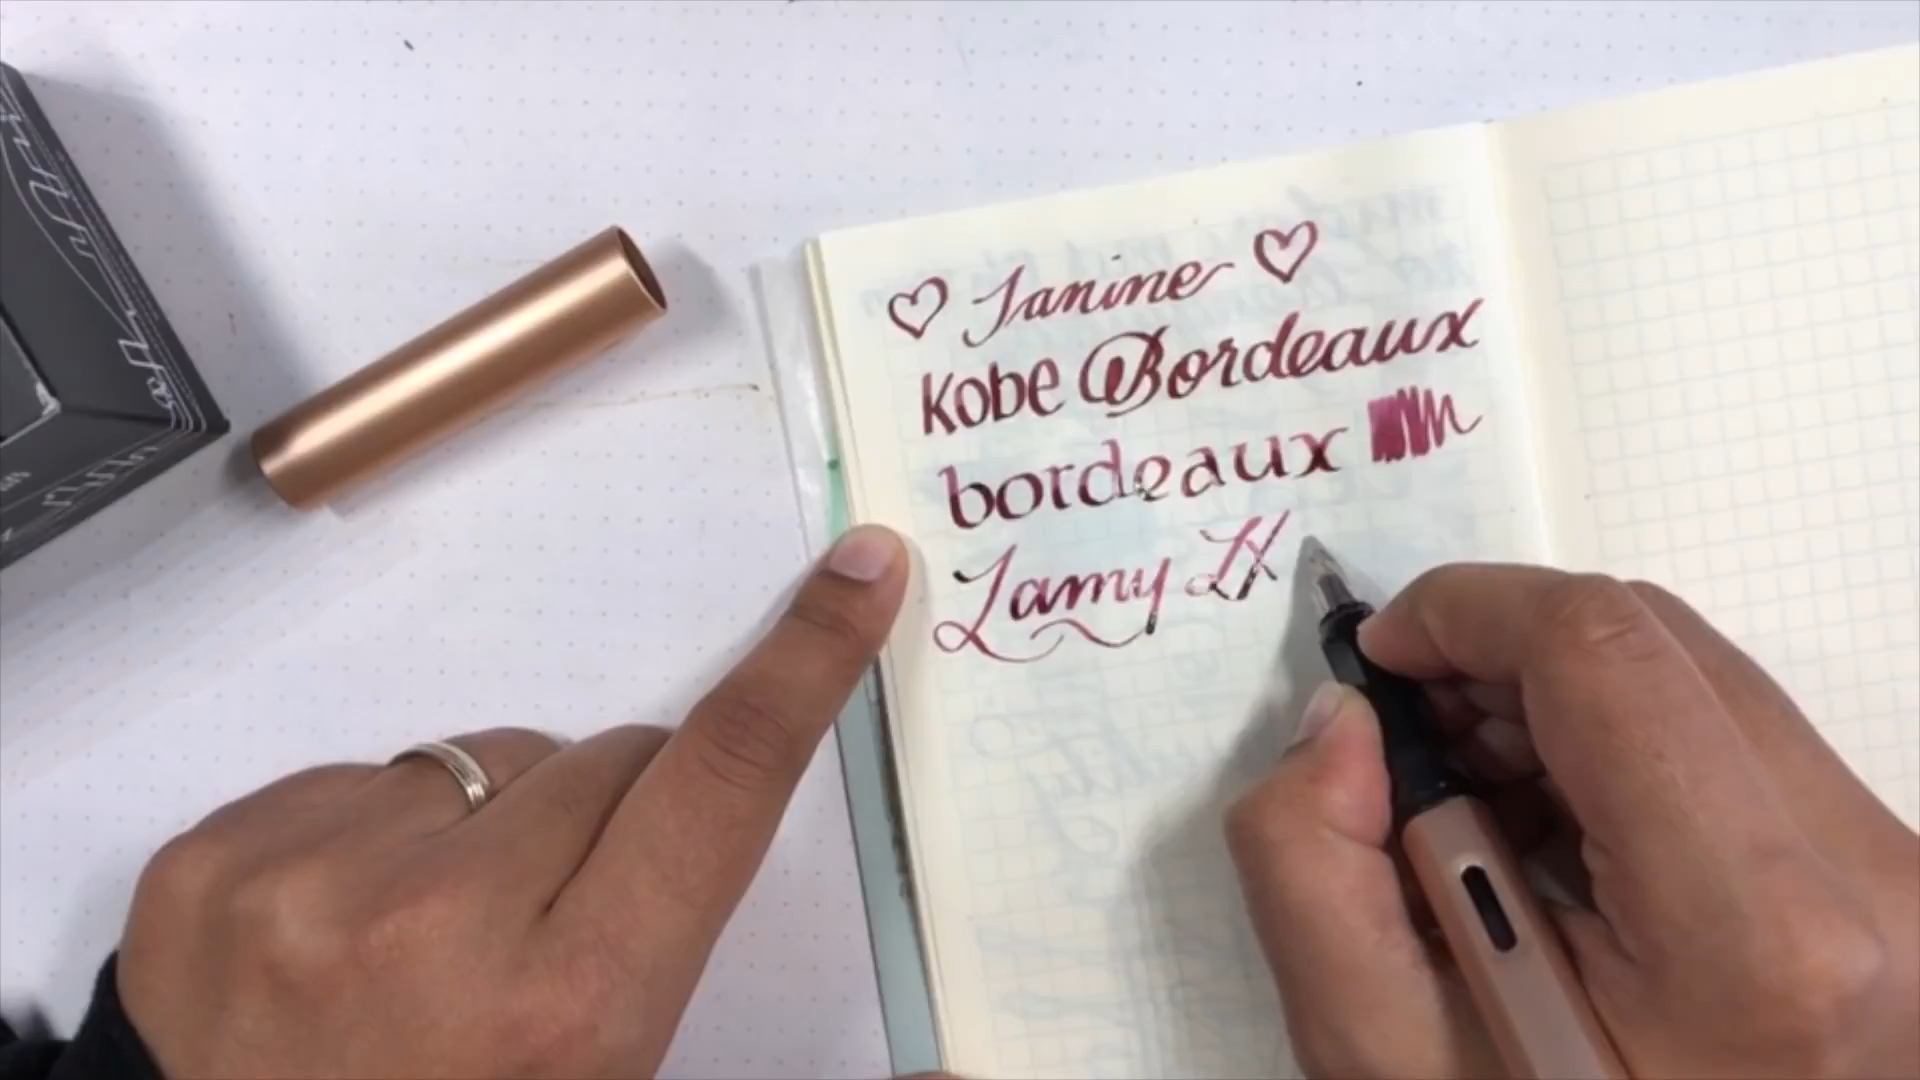 ♡ Janine ♡
Kobe Bordeaux
bordeaux
Lamy LX